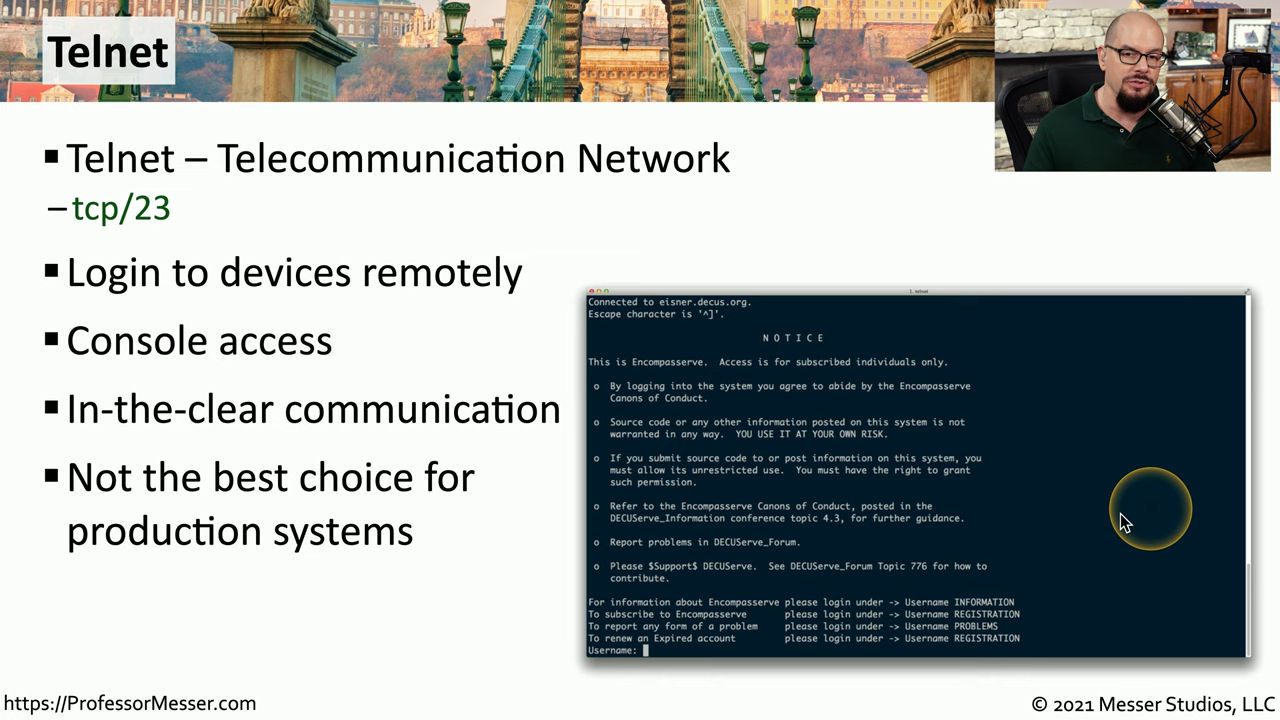 Telnet
▪ Telnet – Telecommunication Network
– tcp/23
▪ Login to devices remotely
▪ Console access
▪ In-the-clear communication
▪ Not the best choice for
production systems
1. telnet
Connected to eisner.decus.org.
Escape character is '^]'.
N O T I C E
This is Encompasserve.  Access is for subscribed individuals only.
o  By logging into the system you agree to abide by the Encompasserve
Canons of Conduct.
o  Source code or any other information posted on this system is not
warranted in any way.  YOU USE IT AT YOUR OWN RISK.
o  If you submit source code to or post information on this system, you
must allow its unrestricted use.  You must have the right to grant
such permission.
o  Refer to the Encompasserve Canons of Conduct, posted in the
DECUServe_Information conference topic 4.3, for further guidance.
o  Report problems in DECUServe_Forum.
o  Please $Support$ DECUServe.  See DECUServe_Forum Topic 776 for how to
contribute.
For information about Encompasserve please login under -> Username INFORMATION
To subscribe to Encompasserve      please login under -> Username REGISTRATION
To report any form of a problem    please login under -> Username PROBLEMS
To renew an Expired account        please login under -> Username REGISTRATION
Username:
https://ProfessorMesser.com
© 2021 Messer Studios, LLC